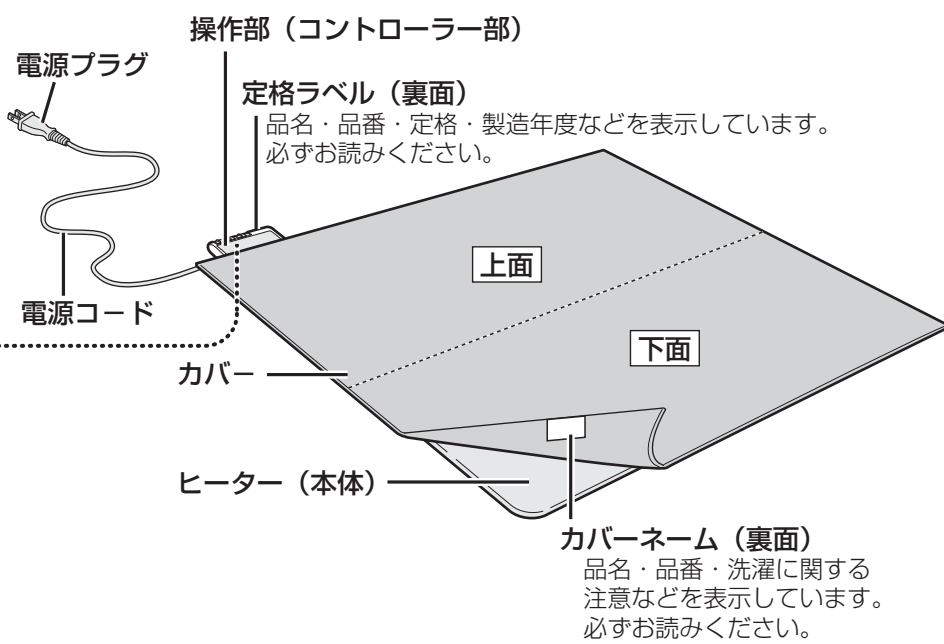 操作部（コントローラー部）
電源プラグ
定格ラベル（裏面）
品名・品番・定格・製造年度などを表示しています。
必ずお読みください。
上面
電源コード
下面
カバー
ヒーター（本体）
カバーネーム（裏面）
品名・品番・洗濯に関する
注意などを表示しています。
必ずお読みください。